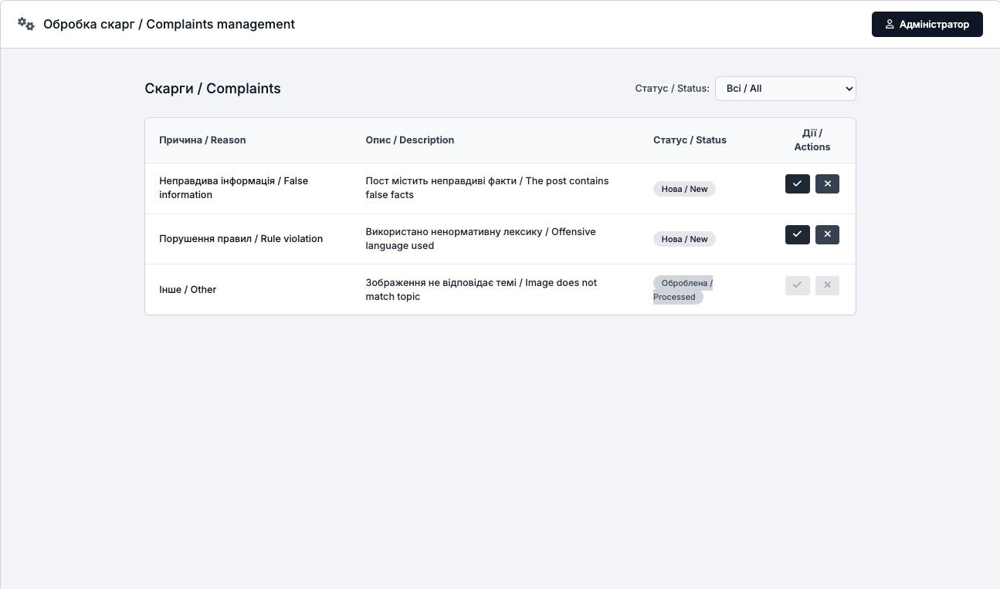 Обробка скарг / Complaints management
Адміністратор
Скарги / Complaints
Статус / Status:
Всі / All
Причина / Reason
Опис / Description
Статус / Status
Дії /
Actions
Неправдива інформація / False
information
Пост містить неправдиві факти / The post contains
false facts
Нова / New
Порушення правил / Rule violation
Використано ненормативну лексику / Offensive
language used
Нова / New
Інше / Other
Зображення не відповідає темі / Image does not
match topic
Оброблена /
Processed